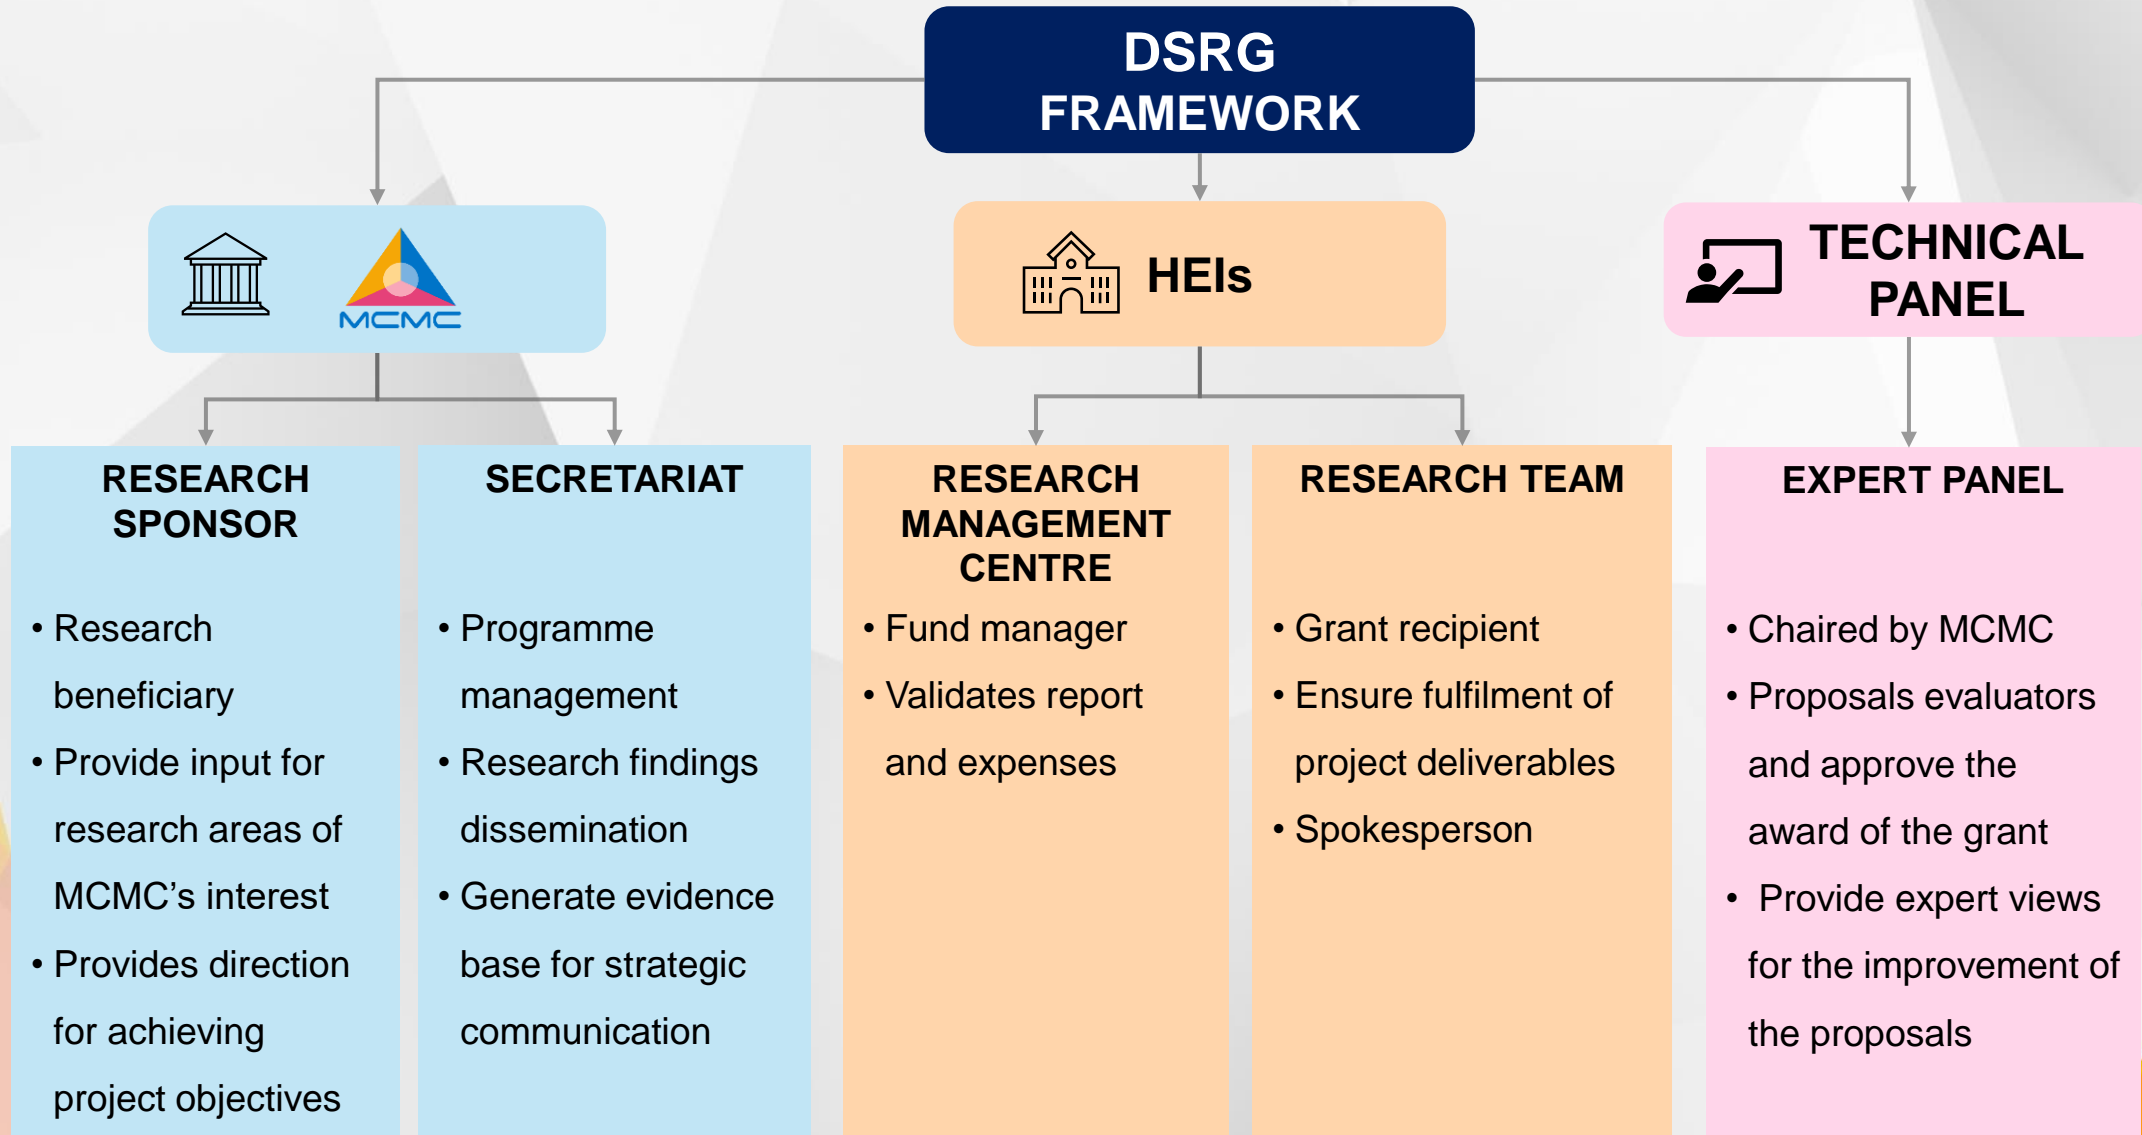 DSRG
FRAMEWORK
MCMC
HEIs
TECHNICAL
PANEL
RESEARCH
SPONSOR
• Research
beneficiary
• Provide input for
research areas of
MCMC's interest
• Provides direction
for achieving
project objectives
SECRETARIAT
• Programme
management
• Research findings
dissemination
• Generate evidence
base for strategic
communication
RESEARCH
MANAGEMENT
CENTRE
• Fund manager
• Validates report
and expenses
RESEARCH TEAM
• Grant recipient
• Ensure fulfilment of
project deliverables
• Spokesperson
EXPERT PANEL
• Chaired by MCMC
• Proposals evaluators
and approve the
award of the grant
• Provide expert views
for the improvement of
the proposals